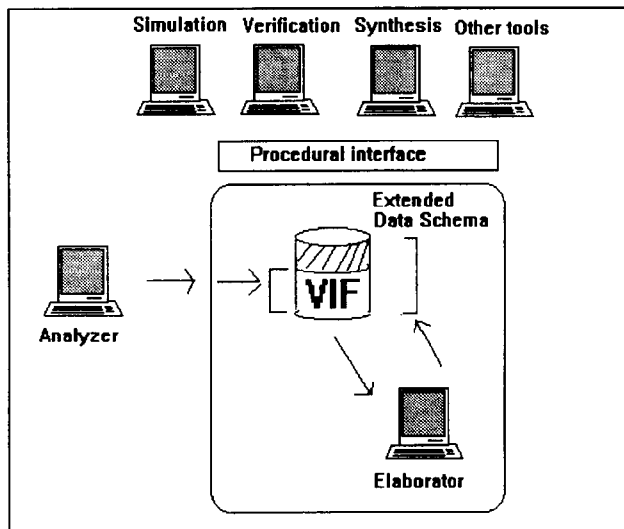 Simulation Verification Synthesis Other tools
Procedural interface
Extended
Data Schema
VIF
Analyzer
Elaborator